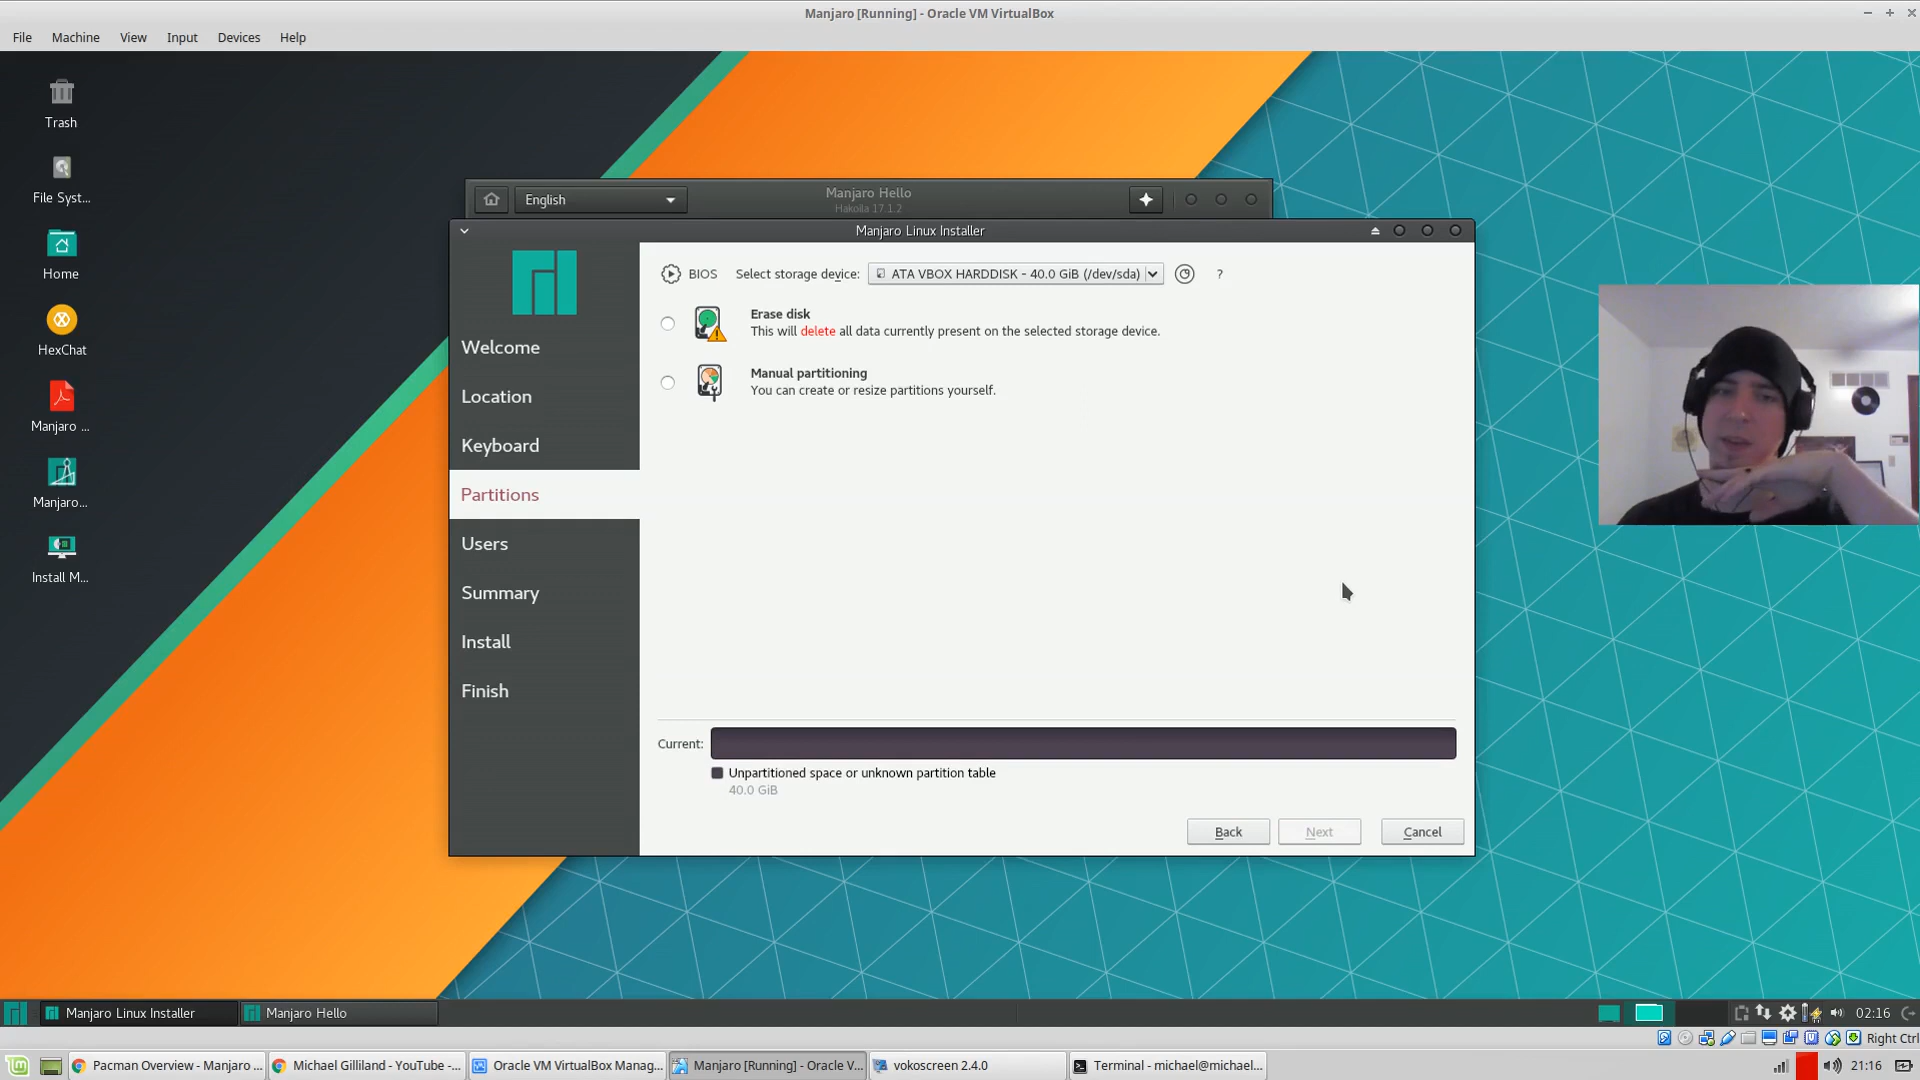 Manjaro [Running] - Oracle VM VirtualBox
File Machine View Input Devices Help
Trash
File Syst...
Home
HexChat
Manjaro ...
Manjaro...
Install M...
English
Manjaro Hello
Hakoila 17.1.2
Manjaro Linux Installer
Welcome
Location
Keyboard
Partitions
Users
Summary
Install
Finish
BIOS Select storage device: ATA VBOX HARDDISK - 40.0 GiB (/dev/sda) ?
Erase disk
This will delete all data currently present on the selected storage device.
Manual partitioning
You can create or resize partitions yourself.
Current:
Unpartitioned space or unknown partition table
40.0 GiB
Back Next Cancel
Manjaro Linux Installer Manjaro Hello 02:16
Right Ctrl
Pacman Overview - Manjaro ... Michael Gilliland - YouTube -... Oracle VM VirtualBox Manag... Manjaro [Running] - Oracle V... vokoscreen 2.4.0 Terminal - michael@michael... 21:16